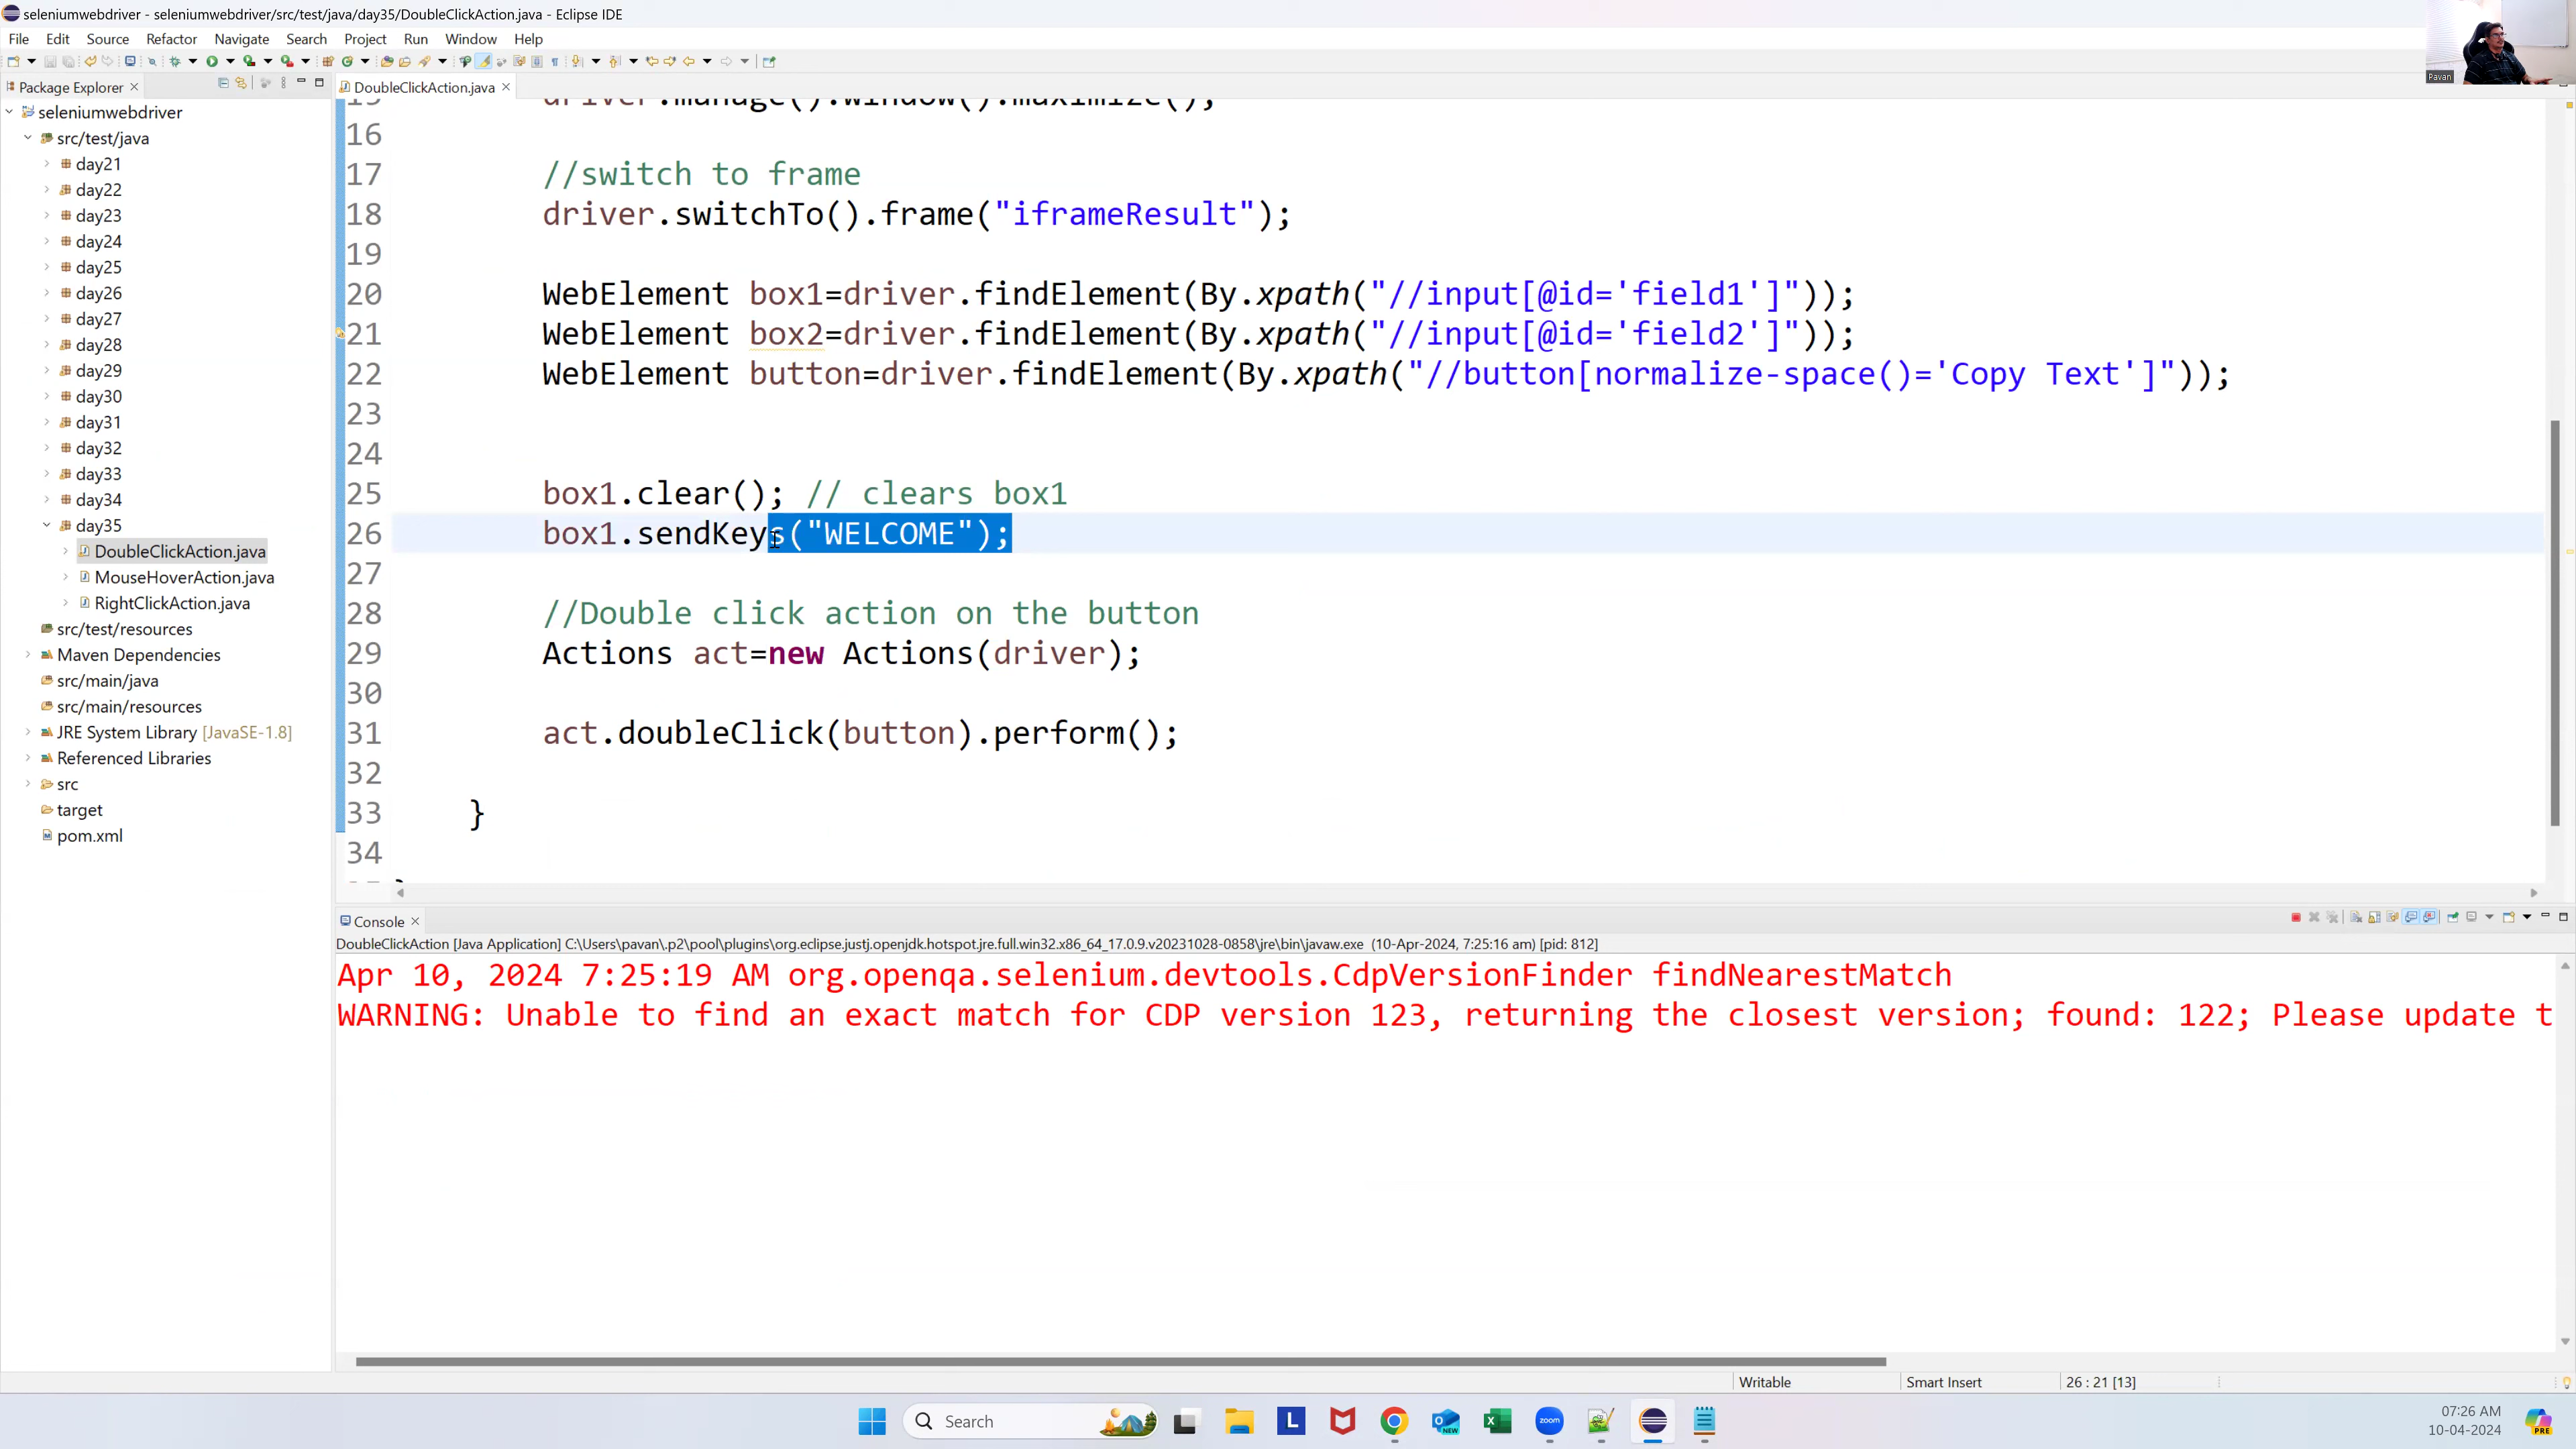 seleniumwebdriver - seleniumwebdriver/src/test/java/day35/DoubleClickAction.java - Eclipse IDE
File Edit Source Refactor Navigate Search Project Run Window Help
Pavan
Package Explorer
DoubleClickAction.java
seleniumwebdriver
src/test/java
day21
day22
day23
day24
day25
day26
day27
day28
day29
day30
day31
day32
day33
day34
day35
DoubleClickAction.java
MouseHoverAction.java
RightClickAction.java
src/test/resources
Maven Dependencies
src/main/java
src/main/resources
JRE System Library [JavaSE-1.8]
Referenced Libraries
src
target
pom.xml
15 driver.manage().window().maximize();
16
17 //switch to frame
18 driver.switchTo().frame("iframeResult");
19
20 WebElement box1=driver.findElement(By.xpath("//input[@id='field1']"));
21 WebElement box2=driver.findElement(By.xpath("//input[@id='field2']"));
22 WebElement button=driver.findElement(By.xpath("//button[normalize-space()='Copy Text']"));
23
24
25 box1.clear(); // clears box1
26 box1.sendKeys("WELCOME");
27
28 //Double click action on the button
29 Actions act=new Actions(driver);
30
31 act.doubleClick(button).perform();
32
33 }
34
Console
DoubleClickAction [Java Application] C:\Users\pavan\.p2\pool\plugins\org.eclipse.justj.openjdk.hotspot.jre.full.win32.x86_64_17.0.9.v20231028-0858\jre\bin\javaw.exe (10-Apr-2024, 7:25:16 am) [pid: 812]
Apr 10, 2024 7:25:19 AM org.openqa.selenium.devtools.CdpVersionFinder findNearestMatch
WARNING: Unable to find an exact match for CDP version 123, returning the closest version; found: 122; Please update t
Writable Smart Insert 26 : 21 [13]
Search
L
NEW
zoom
07:26 AM
10-04-2024
PRE